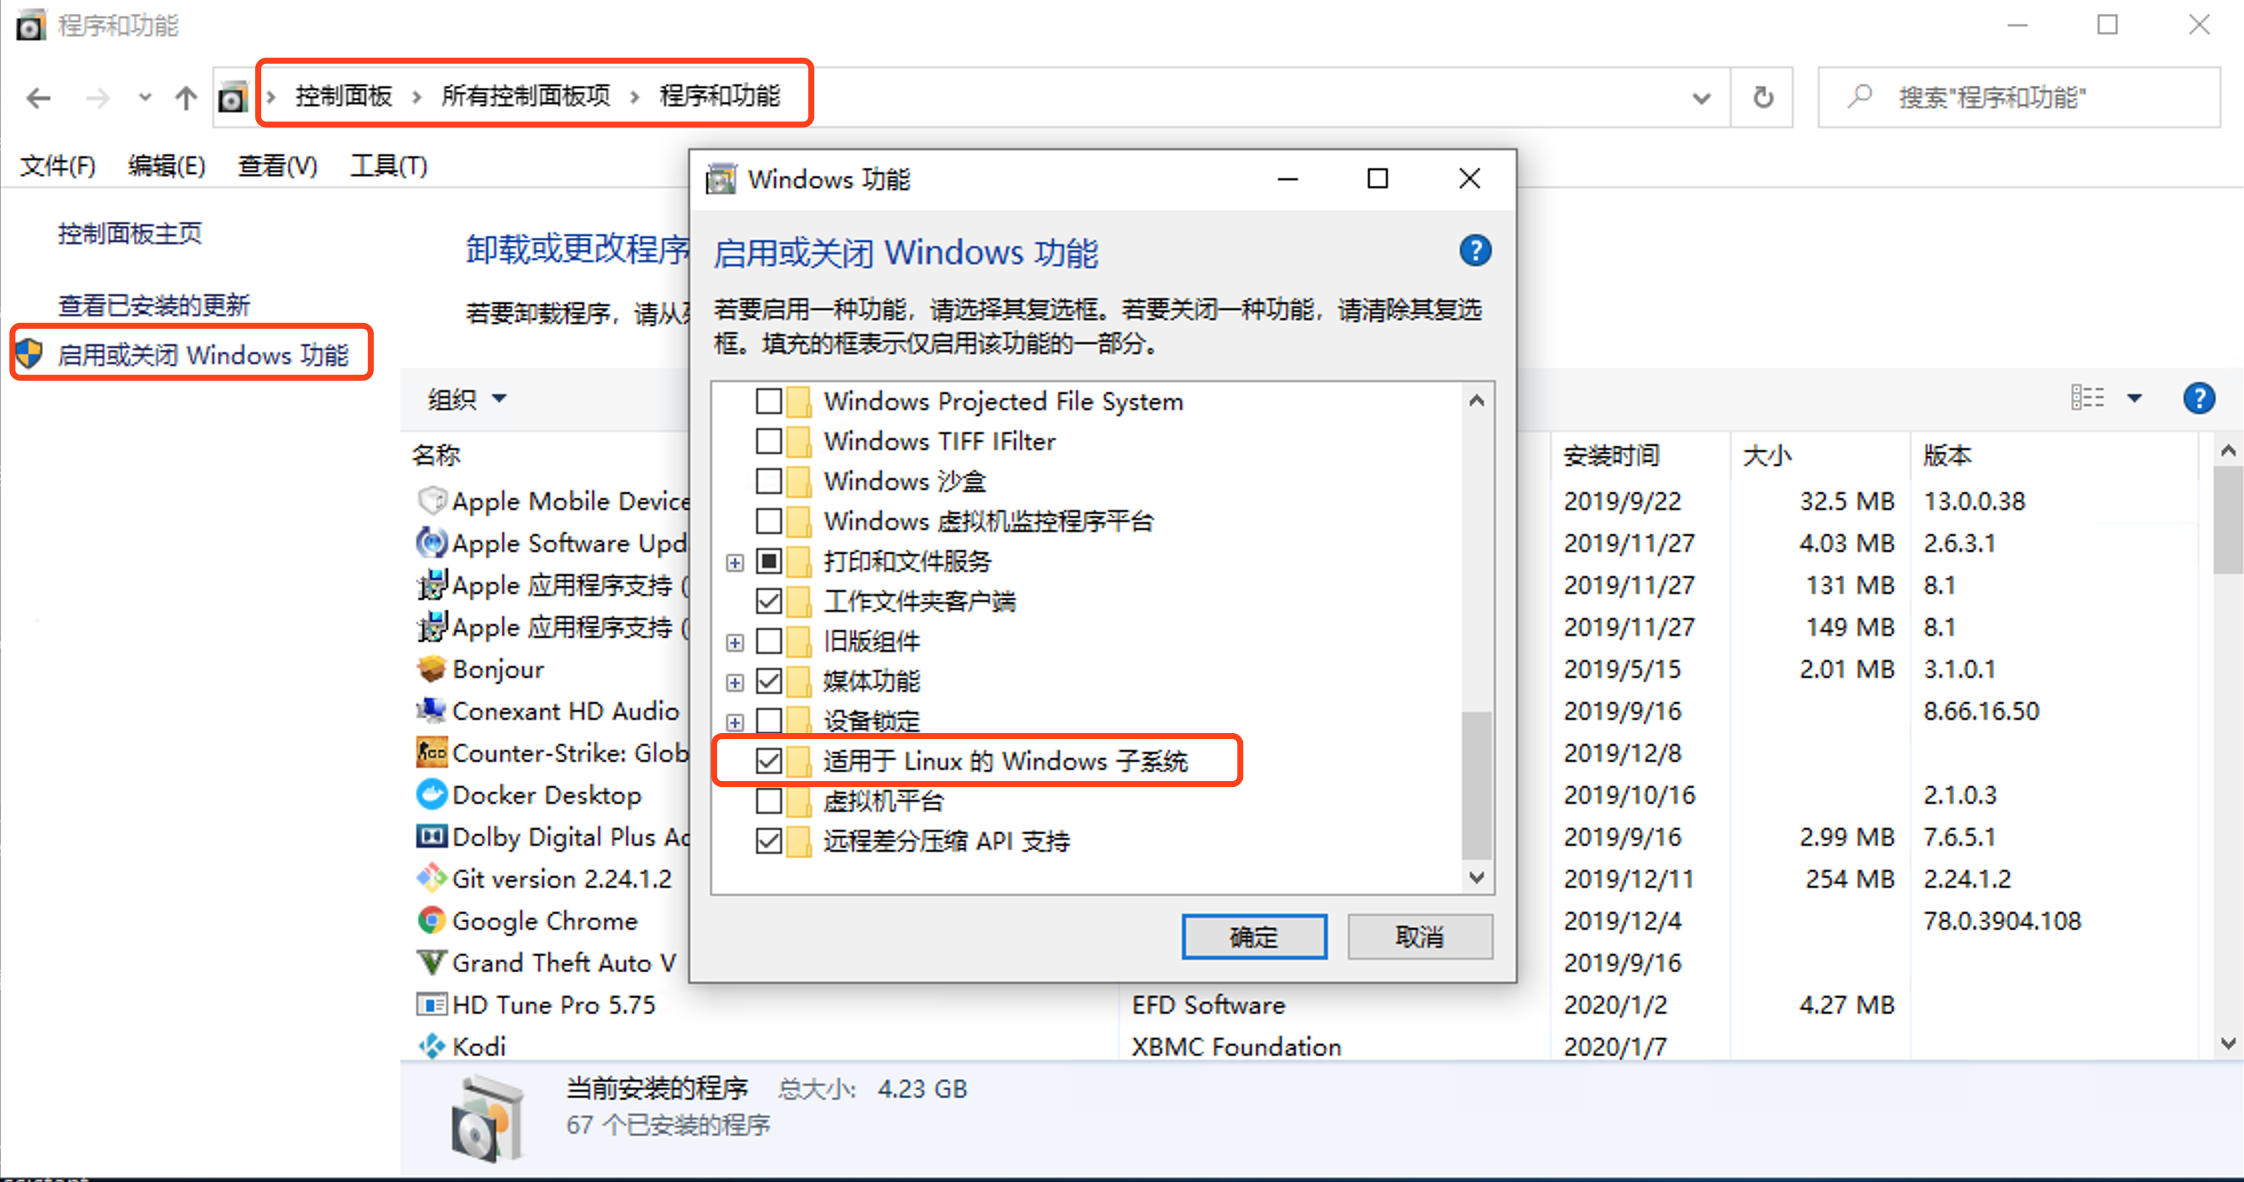 程序和功能
控制面板 › 所有控制面板项 › 程序和功能
搜索"程序和功能"
文件(F) 编辑(E) 查看(V) 工具(T)
控制面板主页
查看已安装的更新
启用或关闭 Windows 功能
卸载或更改程序
若要卸载程序，请从
组织
名称 安装时间 大小 版本
Apple Mobile Device 2019/9/22 32.5 MB 13.0.0.38
Apple Software Upd 2019/11/27 4.03 MB 2.6.3.1
Apple 应用程序支持 ( 2019/11/27 131 MB 8.1
Apple 应用程序支持 ( 2019/11/27 149 MB 8.1
Bonjour 2019/5/15 2.01 MB 3.1.0.1
Conexant HD Audio 2019/9/16 8.66.16.50
Counter-Strike: Glob 2019/12/8
Docker Desktop 2019/10/16 2.1.0.3
Dolby Digital Plus Ac 2019/9/16 2.99 MB 7.6.5.1
Git version 2.24.1.2 2019/12/11 254 MB 2.24.1.2
Google Chrome 2019/12/4 78.0.3904.108
Grand Theft Auto V 2019/9/16
HD Tune Pro 5.75 EFD Software 2020/1/2 4.27 MB
Kodi XBMC Foundation 2020/1/7
当前安装的程序 总大小: 4.23 GB
67 个已安装的程序
Windows 功能
启用或关闭 Windows 功能
若要启用一种功能，请选择其复选框。若要关闭一种功能，请清除其复选
框。填充的框表示仅启用该功能的一部分。
Windows Projected File System
Windows TIFF IFilter
Windows 沙盒
Windows 虚拟机监控程序平台
打印和文件服务
工作文件夹客户端
旧版组件
媒体功能
设备锁定
适用于 Linux 的 Windows 子系统
虚拟机平台
远程差分压缩 API 支持
确定 取消